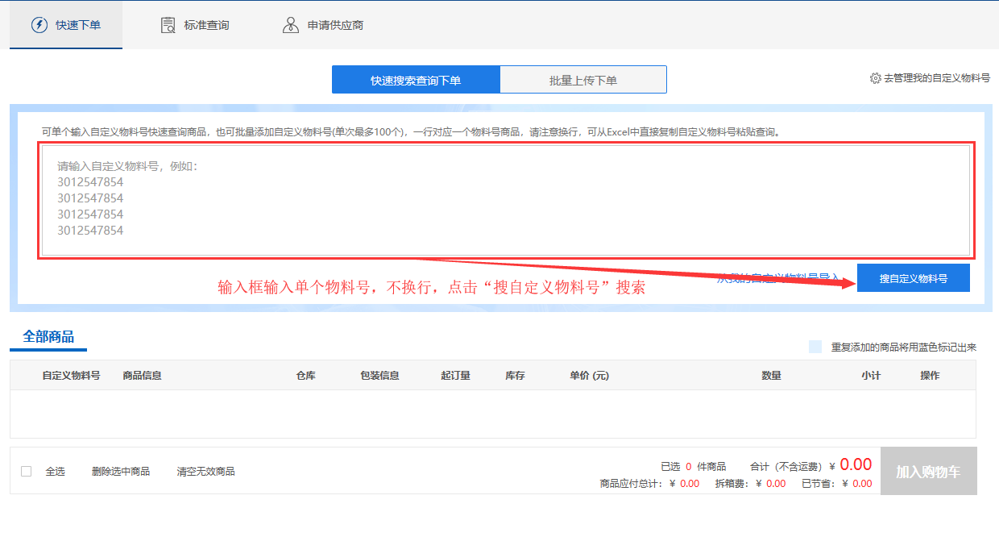 快速下单 标准查询 申请供应商
快速搜索查询下单 批量上传下单 去管理我的自定义物料号
可单个输入自定义物料号快速查询商品，也可批量添加自定义物料号(单次最多100个)，一行对应一个物料号商品，请注意换行，可从Excel中直接复制自定义物料号粘贴查询。
请输入自定义物料号，例如：
3012547854
3012547854
3012547854
3012547854
从我的自定义物料号导入 搜自定义物料号
输入框输入单个物料号，不换行，点击“搜自定义物料号”搜索
全部商品
重复添加的商品将用蓝色标记出来
自定义物料号 商品信息 仓库 包装信息 起订量 库存 单价 (元) 数量 小计 操作
全选 删除选中商品 清空无效商品
已选 0 件商品 合计（不含运费） ¥ 0.00
商品应付总计： ¥ 0.00 拆箱费： ¥ 0.00 已节省： ¥ 0.00
加入购物车